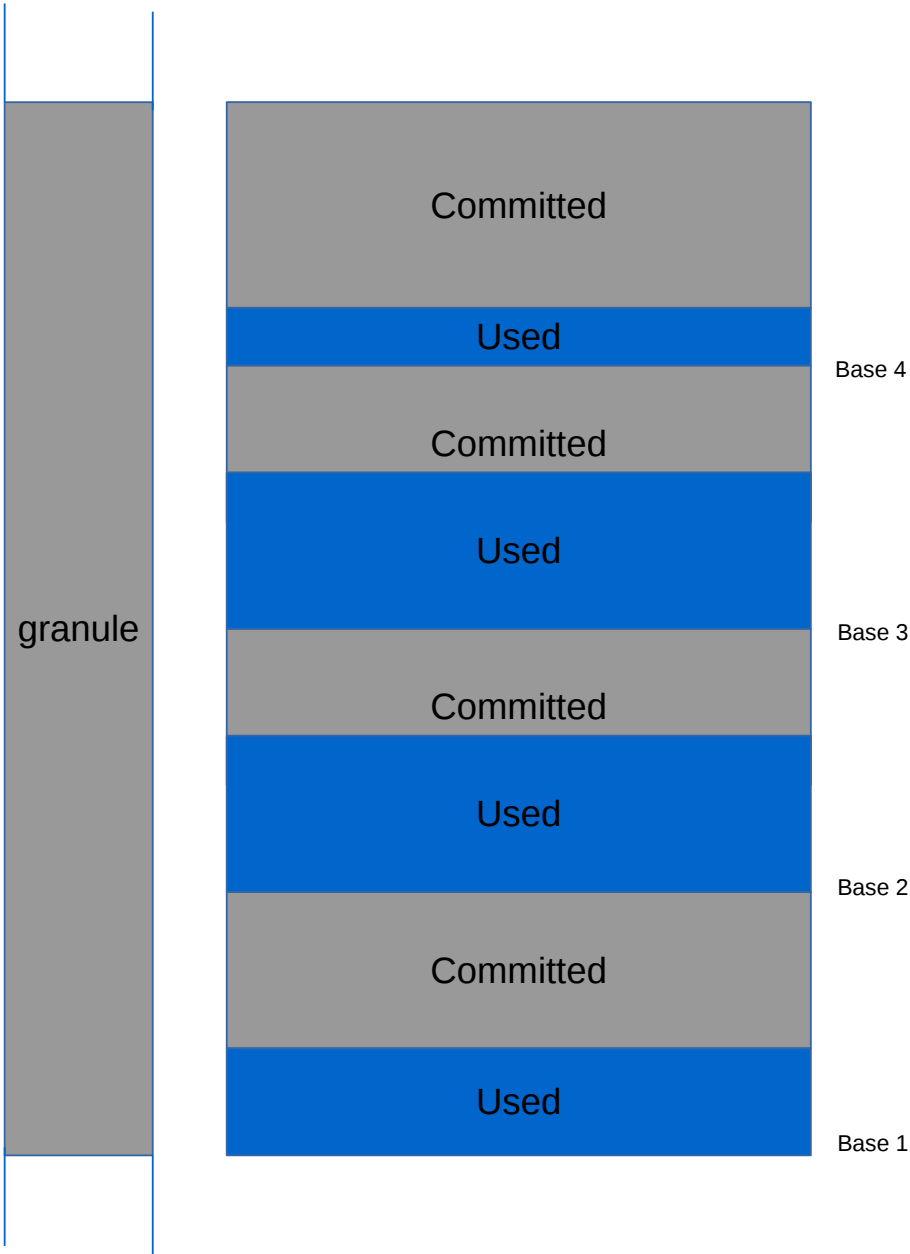 Committed
Used
Base 4
Committed
Used
granule
Base 3
Committed
Used
Base 2
Committed
Used
Base 1